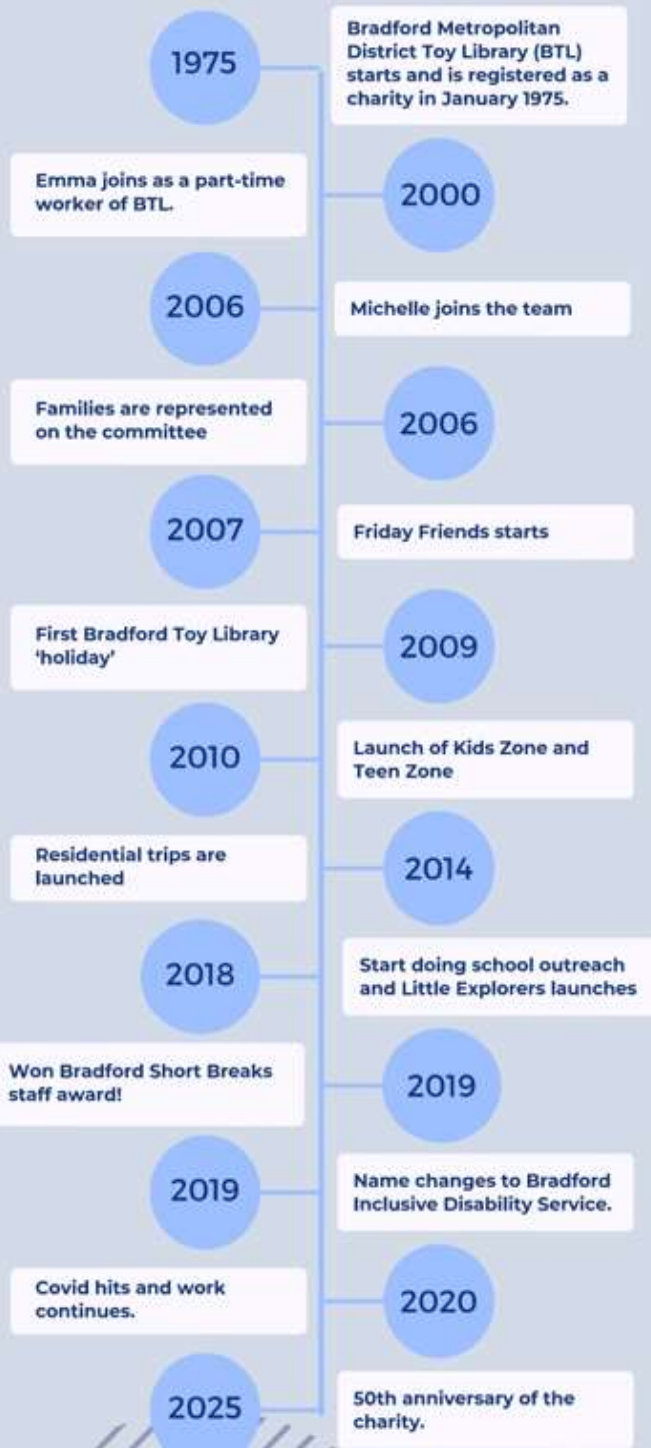 1975
Bradford Metropolitan
District Toy Library (BTL)
starts and is registered as a
charity in January 1975.
Emma joins as a part-time
worker of BTL.
2000
2006
Michelle joins the team
Families are represented
on the committee
2006
2007
Friday Friends starts
First Bradford Toy Library
‘holiday’
2009
2010
Launch of Kids Zone and
Teen Zone
Residential trips are
launched
2014
2018
Start doing school outreach
and Little Explorers launches
Won Bradford Short Breaks
staff award!
2019
2019
Name changes to Bradford
Inclusive Disability Service.
Covid hits and work
continues.
2020
2025
50th anniversary of the
charity.